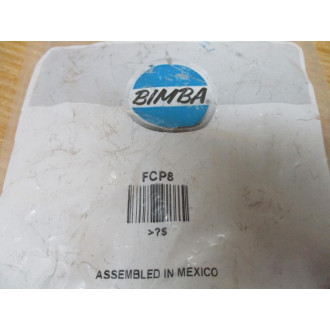 BIMBA®
FCP8
>?$
ASSEMBLED IN MEXICO